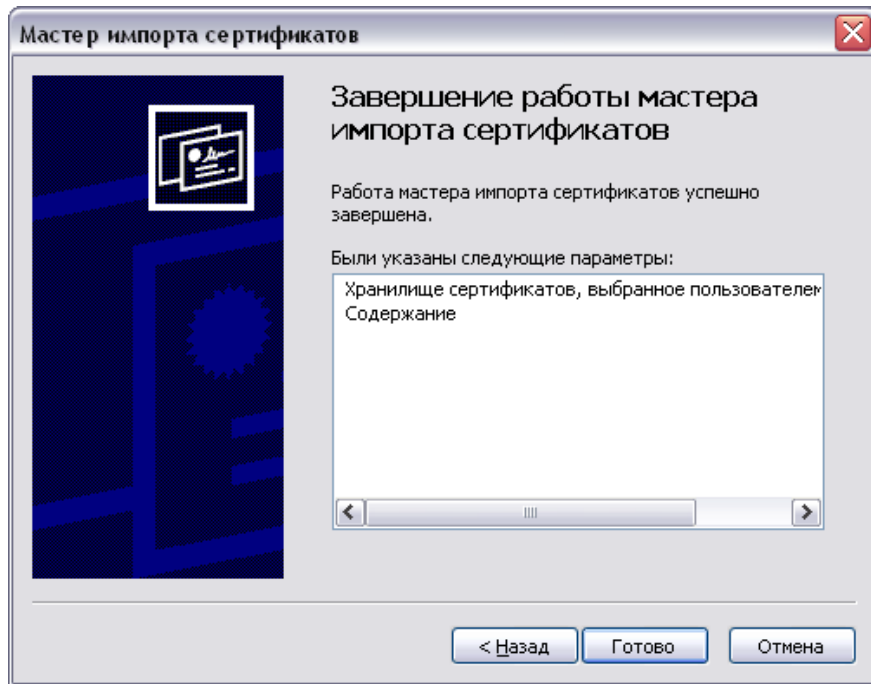 Мастер импорта сертификатов
Завершение работы мастера
импорта сертификатов
Работа мастера импорта сертификатов успешно
завершена.
Были указаны следующие параметры:
Хранилище сертификатов, выбранное пользователем
Содержание
< Назад
Готово
Отмена